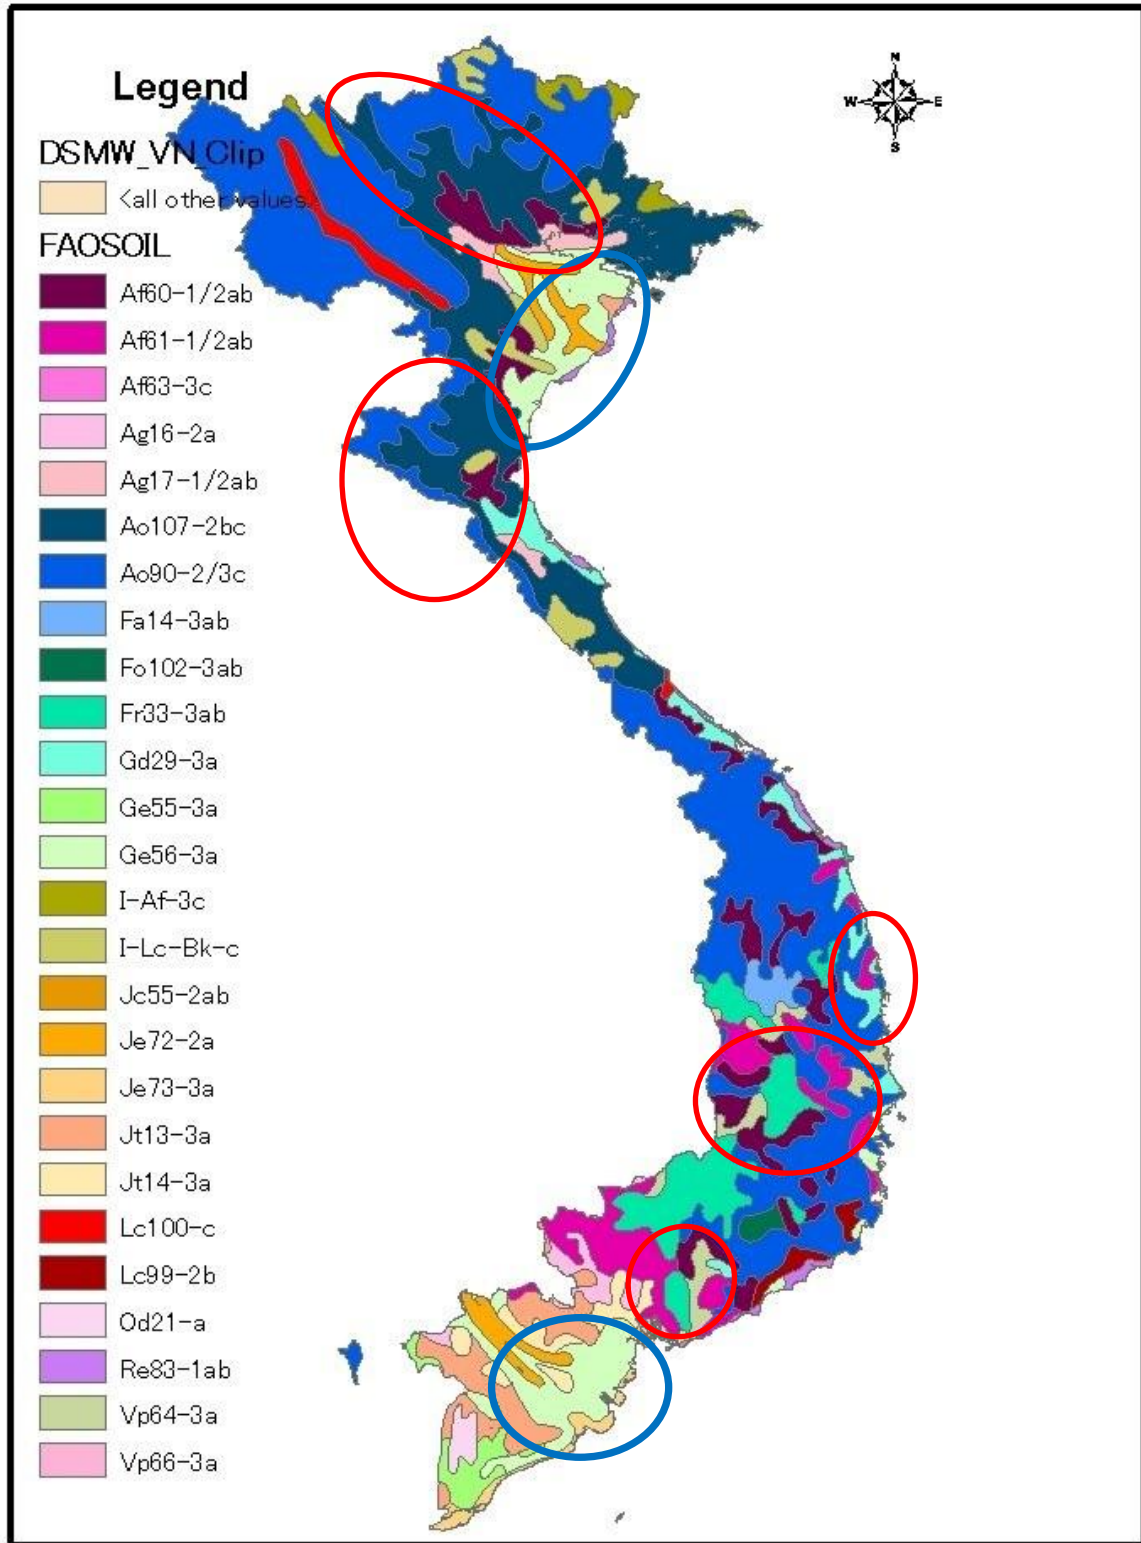 Legend
DSMW_VN_Clip
<all other values>
FAOSOIL
Af60-1/2ab
Af61-1/2ab
Af63-3c
Ag16-2a
Ag17-1/2ab
Ao107-2bc
Ao90-2/3c
Fa14-3ab
Fo102-3ab
Fr33-3ab
Gd29-3a
Ge55-3a
Ge56-3a
I-Af-3c
I-Lc-Bk-c
Jc55-2ab
Je72-2a
Je73-3a
Jt13-3a
Jt14-3a
Lc100-c
Lc99-2b
Od21-a
Re83-1ab
Vp64-3a
Vp66-3a
N
W E
S